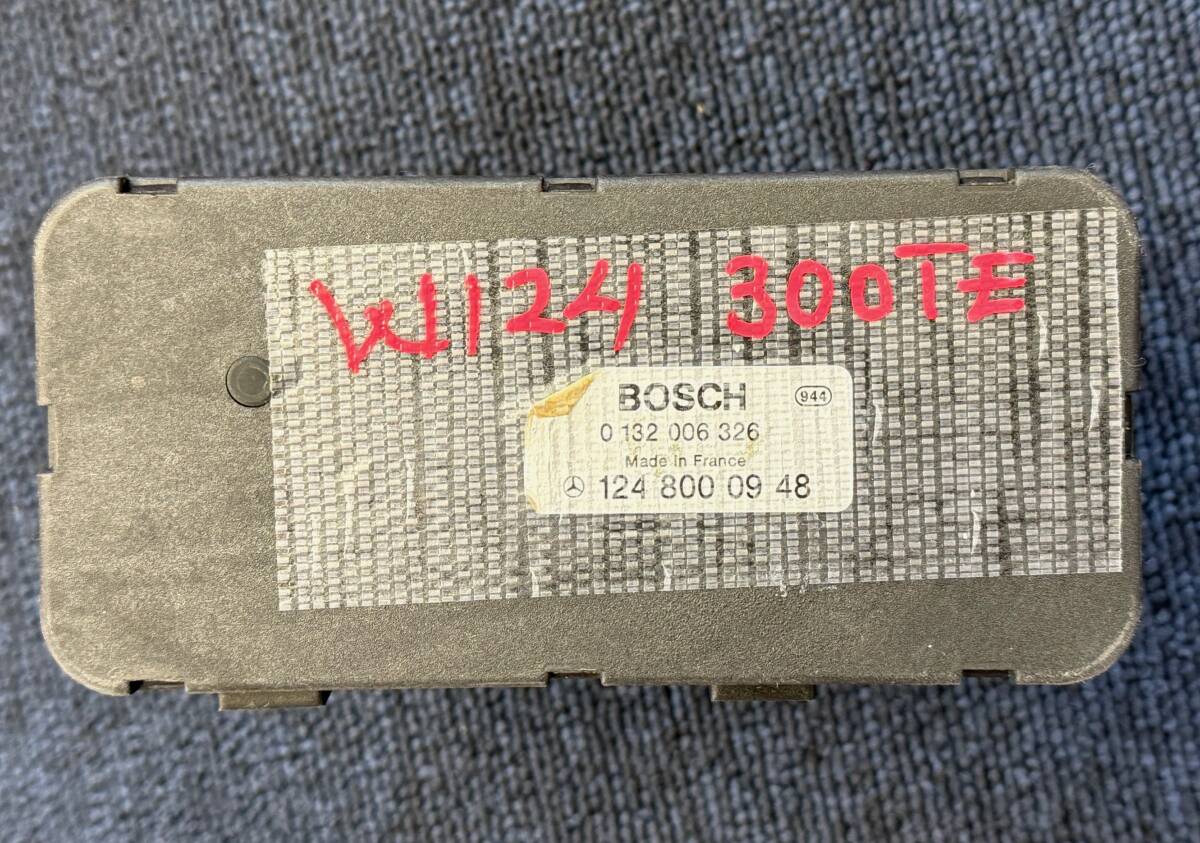 W124 300TE
BOSCH 944
0 132 006 326
Made in France
124 800 09 48